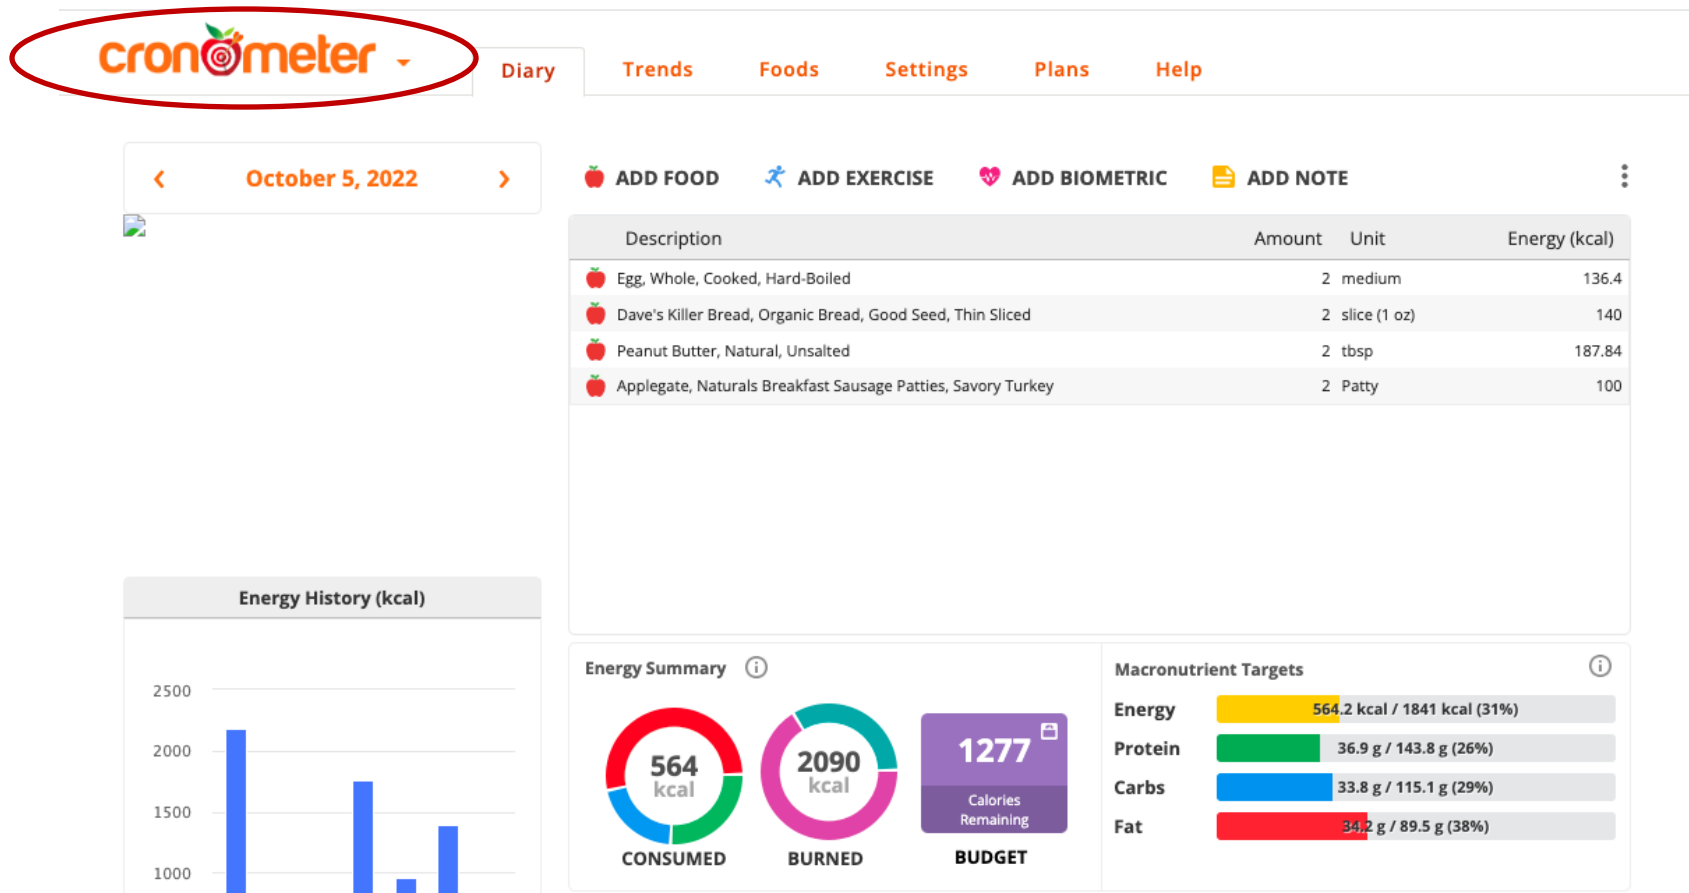 cronometer
Diary Trends Foods Settings Plans Help
October 5, 2022
ADD FOOD ADD EXERCISE ADD BIOMETRIC ADD NOTE
Description Amount Unit Energy (kcal)
Egg, Whole, Cooked, Hard-Boiled 2 medium 136.4
Dave's Killer Bread, Organic Bread, Good Seed, Thin Sliced 2 slice (1 oz) 140
Peanut Butter, Natural, Unsalted 2 tbsp 187.84
Applegate, Naturals Breakfast Sausage Patties, Savory Turkey 2 Patty 100
Energy History (kcal)
2500
2000
1500
1000
Energy Summary
564
kcal
CONSUMED
2090
kcal
BURNED
1277
Calories
Remaining
BUDGET
Macronutrient Targets
Energy 564.2 kcal / 1841 kcal (31%)
Protein 36.9 g / 143.8 g (26%)
Carbs 33.8 g / 115.1 g (29%)
Fat 34.2 g / 89.5 g (38%)